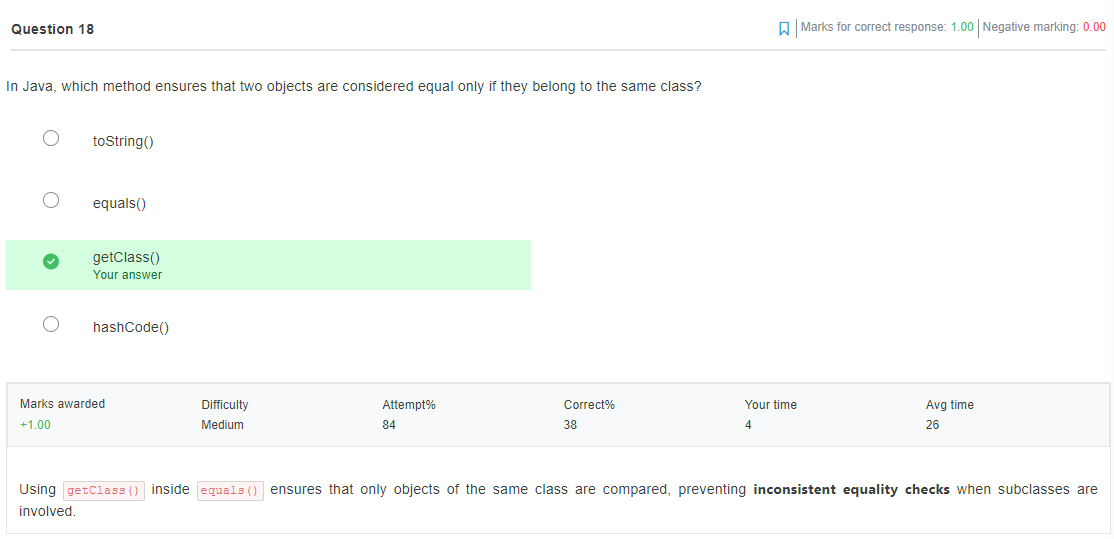 Question 18
Marks for correct response: 1.00 Negative marking: 0.00
In Java, which method ensures that two objects are considered equal only if they belong to the same class?
toString()
equals()
getClass()
Your answer
hashCode()
Marks awarded Difficulty Attempt% Correct% Your time Avg time
+1.00 Medium 84 38 4 26
Using getClass() inside equals() ensures that only objects of the same class are compared, preventing inconsistent equality checks when subclasses are
involved.